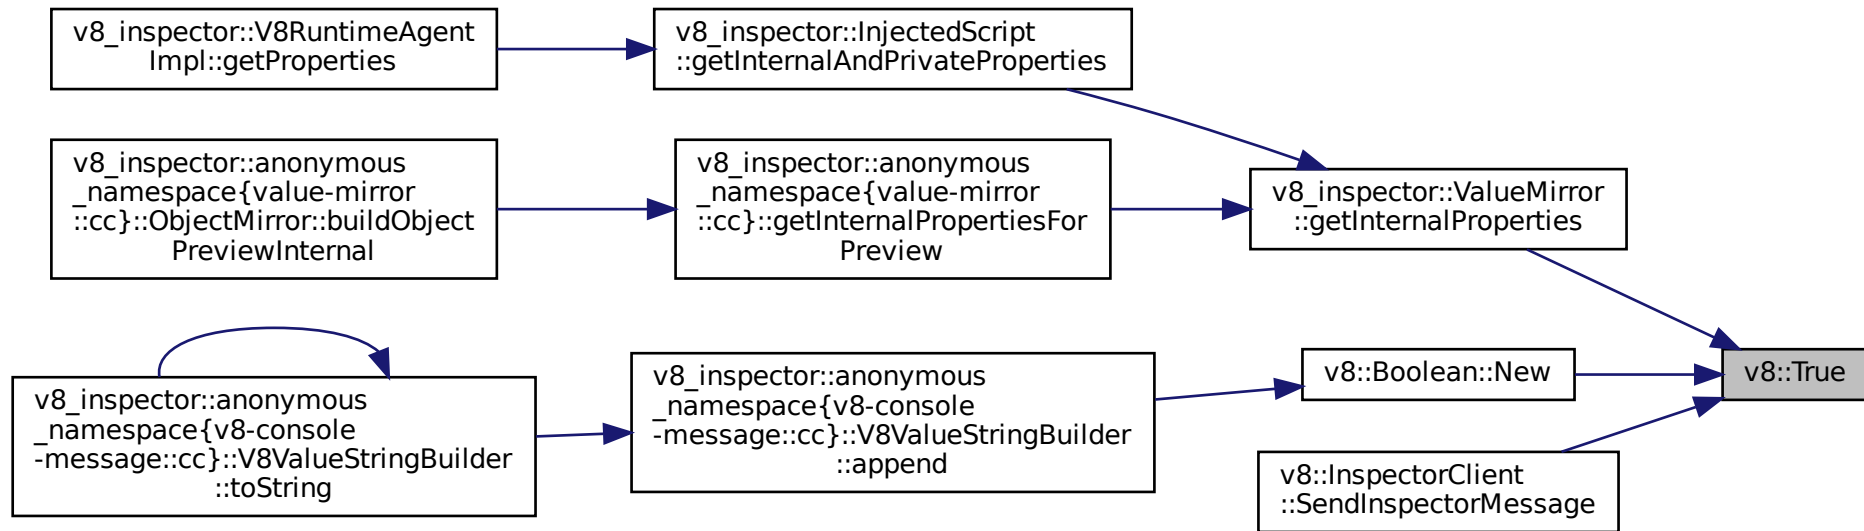 v8_inspector::V8RuntimeAgent
Impl::getProperties
v8_inspector::InjectedScript
::getInternalAndPrivateProperties
v8_inspector::anonymous
_namespace{value-mirror
::cc}::ObjectMirror::buildObject
PreviewInternal
v8_inspector::anonymous
_namespace{value-mirror
::cc}::getInternalPropertiesFor
Preview
v8_inspector::ValueMirror
::getInternalProperties
v8_inspector::anonymous
_namespace{v8-console
-message::cc}::V8ValueStringBuilder
::toString
v8_inspector::anonymous
_namespace{v8-console
-message::cc}::V8ValueStringBuilder
::append
v8::Boolean::New
v8::True
v8::InspectorClient
::SendInspectorMessage